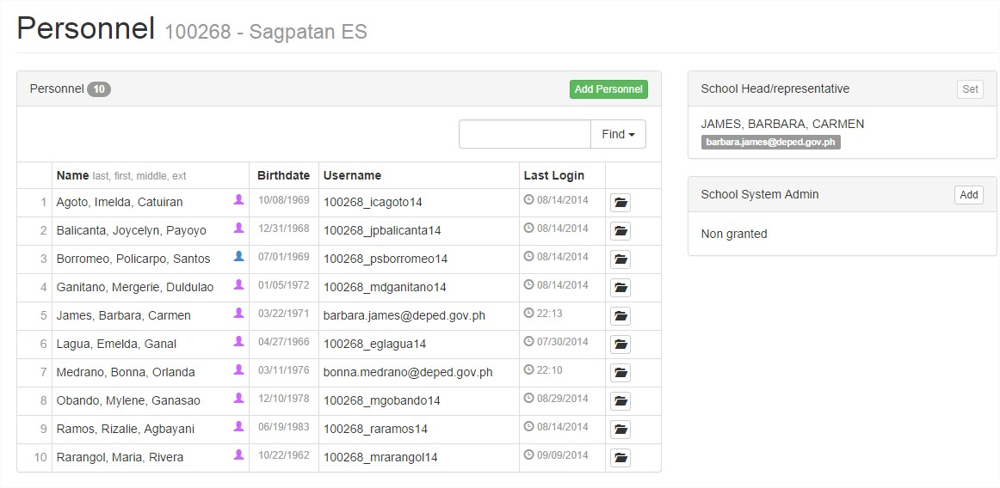 Personnel 100268 - Sagpatan ES
Personnel 10 Add Personnel
Find
Name last, first, middle, ext Birthdate Username Last Login
1 Agoto, Imelda, Catuiran 10/08/1969 100268_icagoto14 08/14/2014
2 Balicanta, Joycelyn, Payoyo 12/31/1968 100268_jpbalicanta14 08/14/2014
3 Borromeo, Policarpo, Santos 07/01/1969 100268_psborromeo14 08/14/2014
4 Ganitano, Mergerie, Duldulao 01/05/1972 100268_mdganitano14 08/14/2014
5 James, Barbara, Carmen 03/22/1971 barbara.james@deped.gov.ph 22:13
6 Lagua, Emelda, Ganal 04/27/1966 100268_eglagua14 07/30/2014
7 Medrano, Bonna, Orlanda 03/11/1976 bonna.medrano@deped.gov.ph 22:10
8 Obando, Mylene, Ganasao 12/10/1978 100268_mgobando14 08/29/2014
9 Ramos, Rizalie, Agbayani 06/19/1983 100268_raramos14 08/14/2014
10 Rarangol, Maria, Rivera 10/22/1962 100268_mrarangol14 09/09/2014
School Head/representative Set
JAMES, BARBARA, CARMEN
barbara.james@deped.gov.ph
School System Admin Add
Non granted